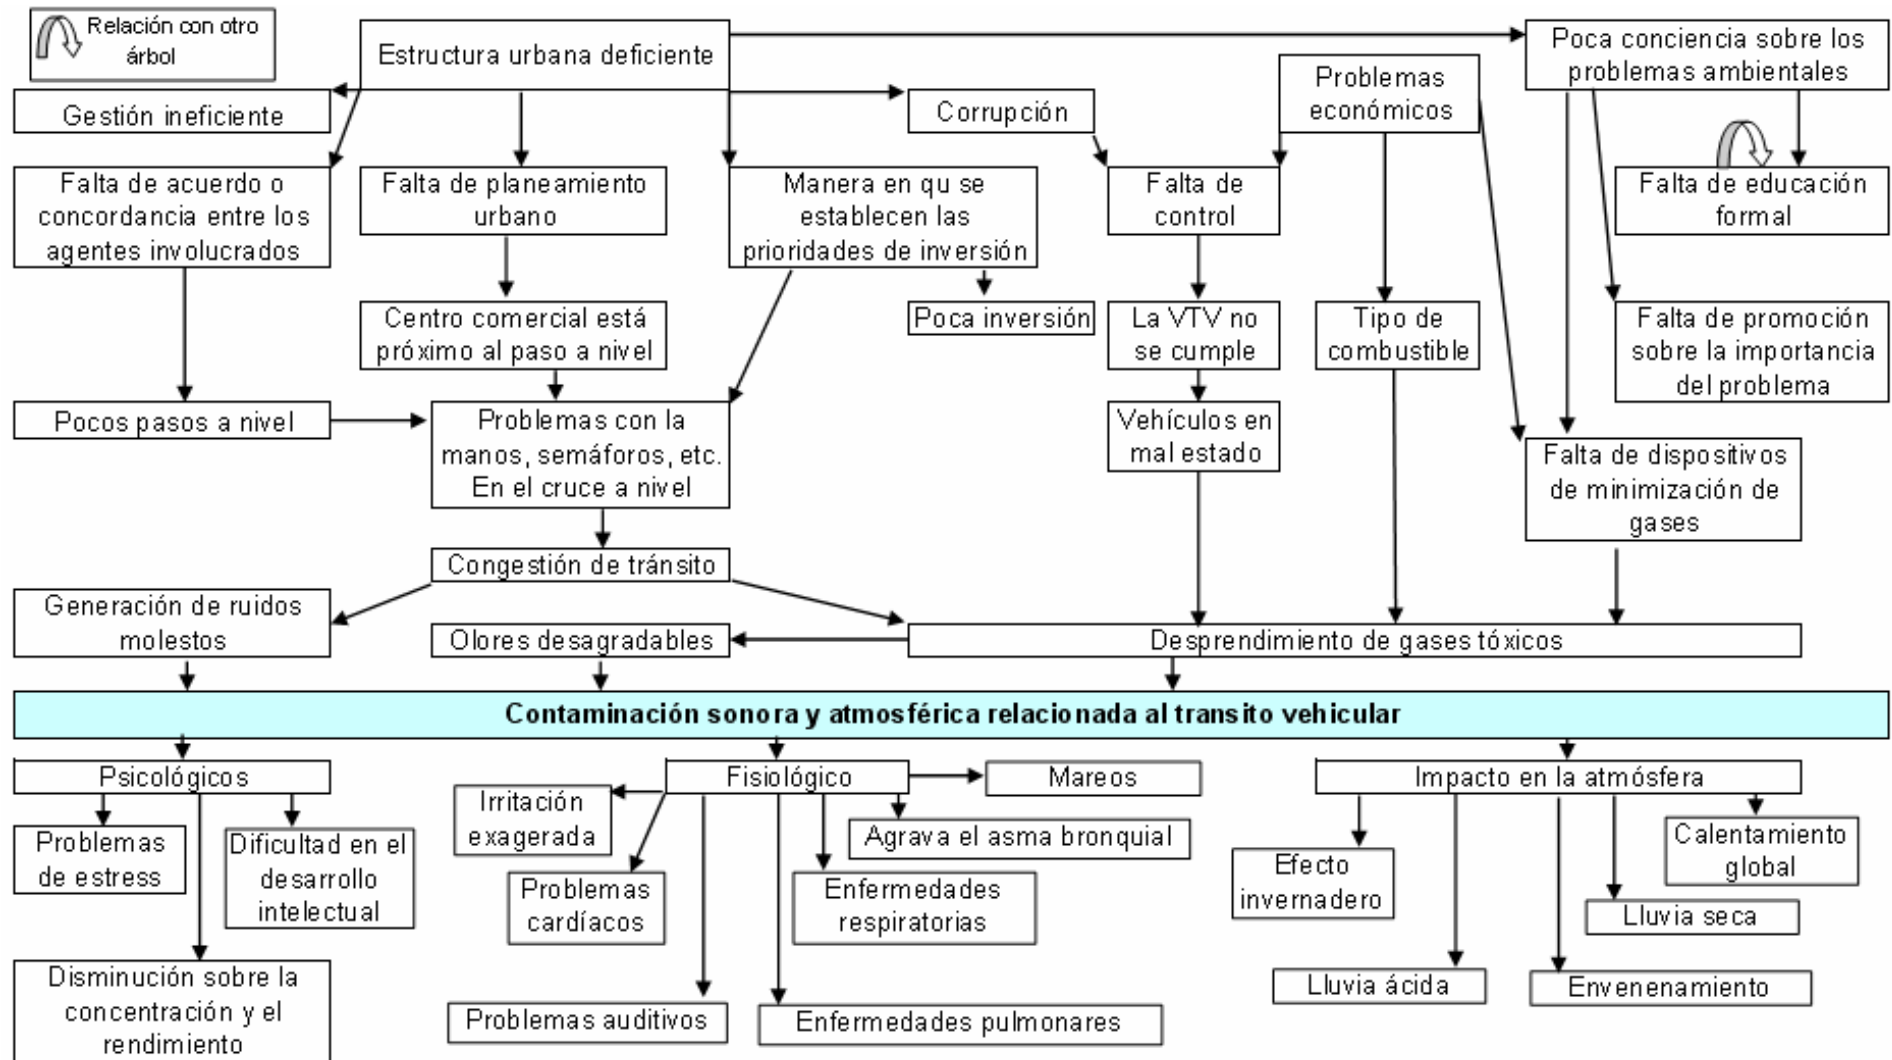 Relación con otro
árbol
Estructura urbana deficiente
Poca conciencia sobre los
problemas ambientales
Problemas
económicos
Gestión ineficiente
Corrupción
Falta de acuerdo o
concordancia entre los
agentes involucrados
Falta de planeamiento
urbano
Manera en qu se
establecen las
prioridades de inversión
Falta de
control
Falta de educación
formal
Centro comercial está
próximo al paso a nivel
Poca inversión
La VTV no
se cumple
Tipo de
combustible
Falta de promoción
sobre la importancia
del problema
Pocos pasos a nivel
Problemas con la
manos, semáforos, etc.
En el cruce a nivel
Vehículos en
mal estado
Falta de dispositivos
de minimización de
gases
Congestión de tránsito
Generación de ruidos
molestos
Olores desagradables
Desprendimiento de gases tóxicos
Contaminación sonora y atmosférica relacionada al transito vehicular
Psicológicos
Fisiológico
Mareos
Impacto en la atmósfera
Problemas
de estress
Dificultad en el
desarrollo
intelectual
Irritación
exagerada
Agrava el asma bronquial
Calentamiento
global
Efecto
invernadero
Problemas
cardíacos
Enfermedades
respiratorias
Lluvia seca
Disminución sobre la
concentración y el
rendimiento
Problemas auditivos
Enfermedades pulmonares
Lluvia ácida
Envenenamiento